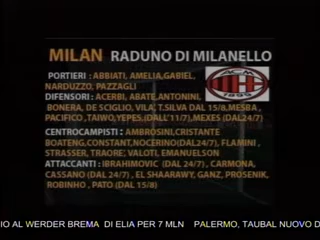 MILAN RADUNO DI MILANELLO
PORTIERI : ABBIATI, AMELIA,GABIEL,
NARDUZZO, PAZZAGLI
DIFENSORI : ACERBI, ABATE,ANTONINI,
BONERA, DE SCIGLIO, VILA', T.SILVA DAL 15/8,MESBA ,
PACIFICO ,TAIWO,YEPES.(DALL'11/7),MEXES (DAL24/7)
CENTROCAMPISTI : AMBROSINI,CRISTANTE
BOATENG,CONSTANT,NOCERINO(DAL24/7), FLAMINI ,
STRASSER, TRAORE', VALOTI, EMANUELSON
ATTACCANTI : IBRAHIMOVIC (DAL 24/7) , CARMONA,
CASSANO (DAL 24/7) , EL SHAARAWY, GANZ, PROSENIK,
ROBINHO , PATO (DAL 15/8)
ACM
1899
IO AL WERDER BREMA DI ELIA PER 7 MLN PALERMO, TAUBAL NUOVO D